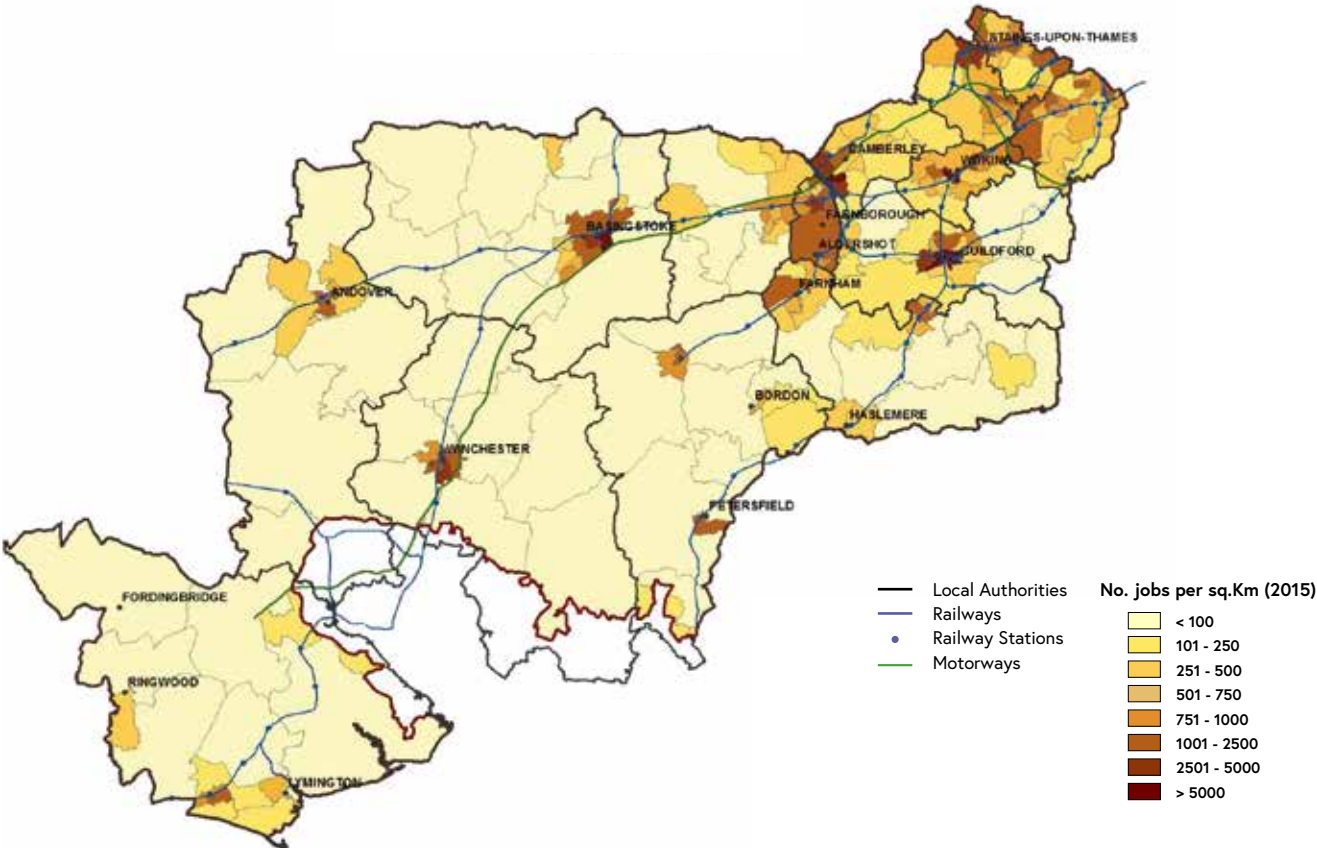 STAINES-UPON-THAMES
CAMBERLEY
WOKING
FARNBOROUGH
BASINGSTOKE
ALDERSHOT
GUILDFORD
FARNHAM
ANDOVER
BORDON
HASLEMERE
WINCHESTER
PETERSFIELD
FORDINGBRIDGE
RINGWOOD
LYMINGTON
Local Authorities
Railways
Railway Stations
Motorways
No. jobs per sq.Km (2015)
< 100
101 - 250
251 - 500
501 - 750
751 - 1000
1001 - 2500
2501 - 5000
> 5000